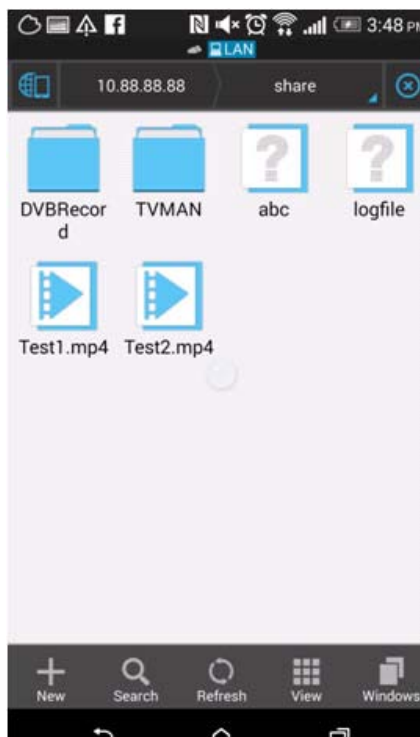 3:48 PM
LAN
10.88.88.88 share
DVBRecor
d
TVMAN
abc
logfile
Test1.mp4
Test2.mp4
New Search Refresh View Windows